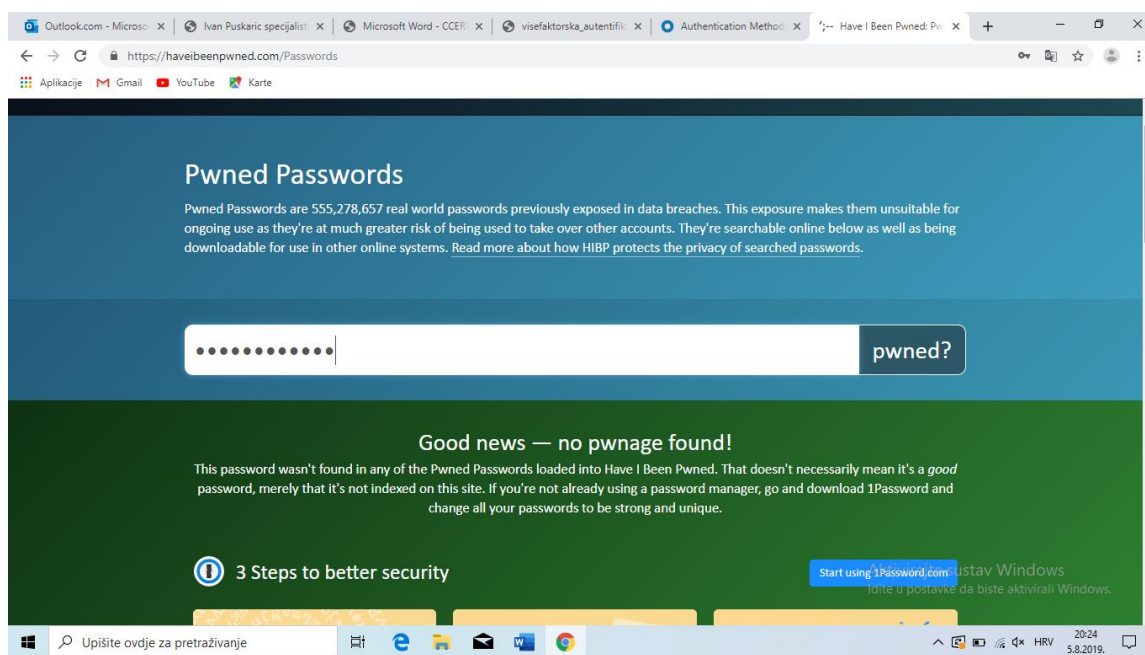 Outlook.com - Microso
Ivan Puskaric specijalist
Microsoft Word - CCER
visefaktorska_autentifik
Authentication Method
';-- Have I Been Pwned: Pw
https://haveibeenpwned.com/Passwords
Aplikacije Gmail YouTube Karte
Pwned Passwords
Pwned Passwords are 555,278,657 real world passwords previously exposed in data breaches. This exposure makes them unsuitable for
ongoing use as they're at much greater risk of being used to take over other accounts. They're searchable online below as well as being
downloadable for use in other online systems. Read more about how HIBP protects the privacy of searched passwords.
●●●●●●●●●●●● pwned?
Good news — no pwnage found!
This password wasn't found in any of the Pwned Passwords loaded into Have I Been Pwned. That doesn't necessarily mean it's a good
password, merely that it's not indexed on this site. If you're not already using a password manager, go and download 1Password and
change all your passwords to be strong and unique.
3 Steps to better security
Start using 1Password.com
Aktivirajte sustav Windows
Idite u postavke da biste aktivirali Windows.
Upišite ovdje za pretraživanje
HRV
20:24
5.8.2019.